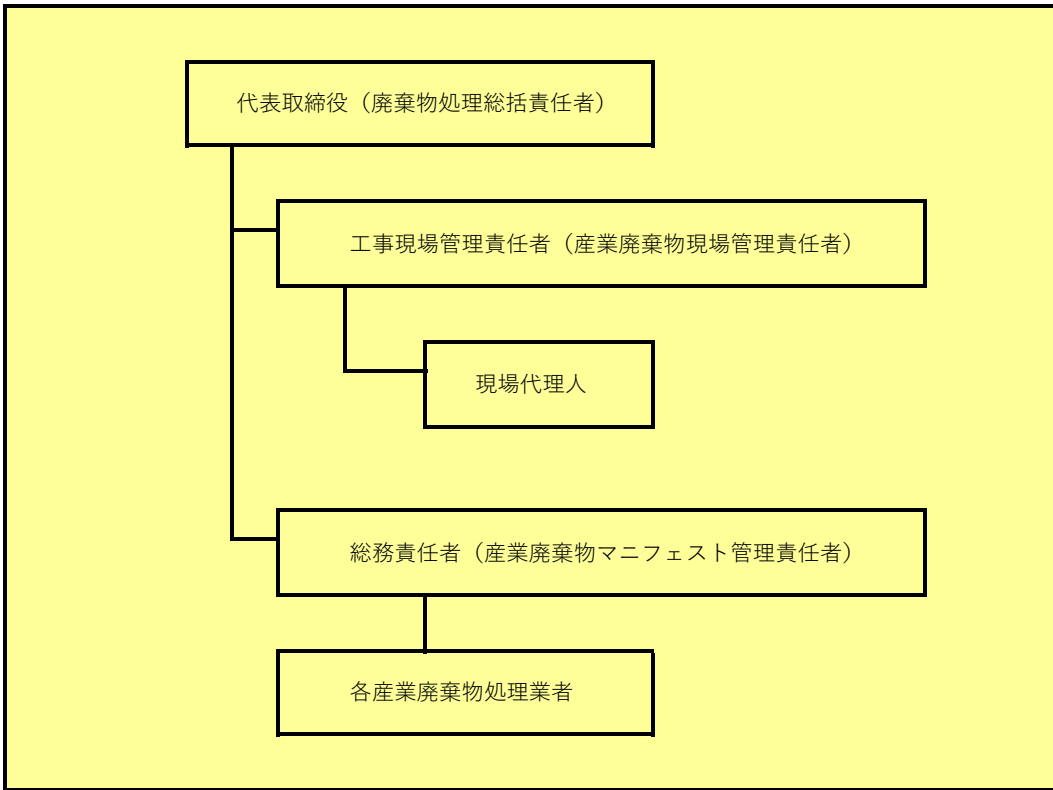 代表取締役（廃棄物処理総括責任者）
工事現場管理責任者（産業廃棄物現場管理責任者）
現場代理人
総務責任者（産業廃棄物マニフェスト管理責任者）
各産業廃棄物処理業者